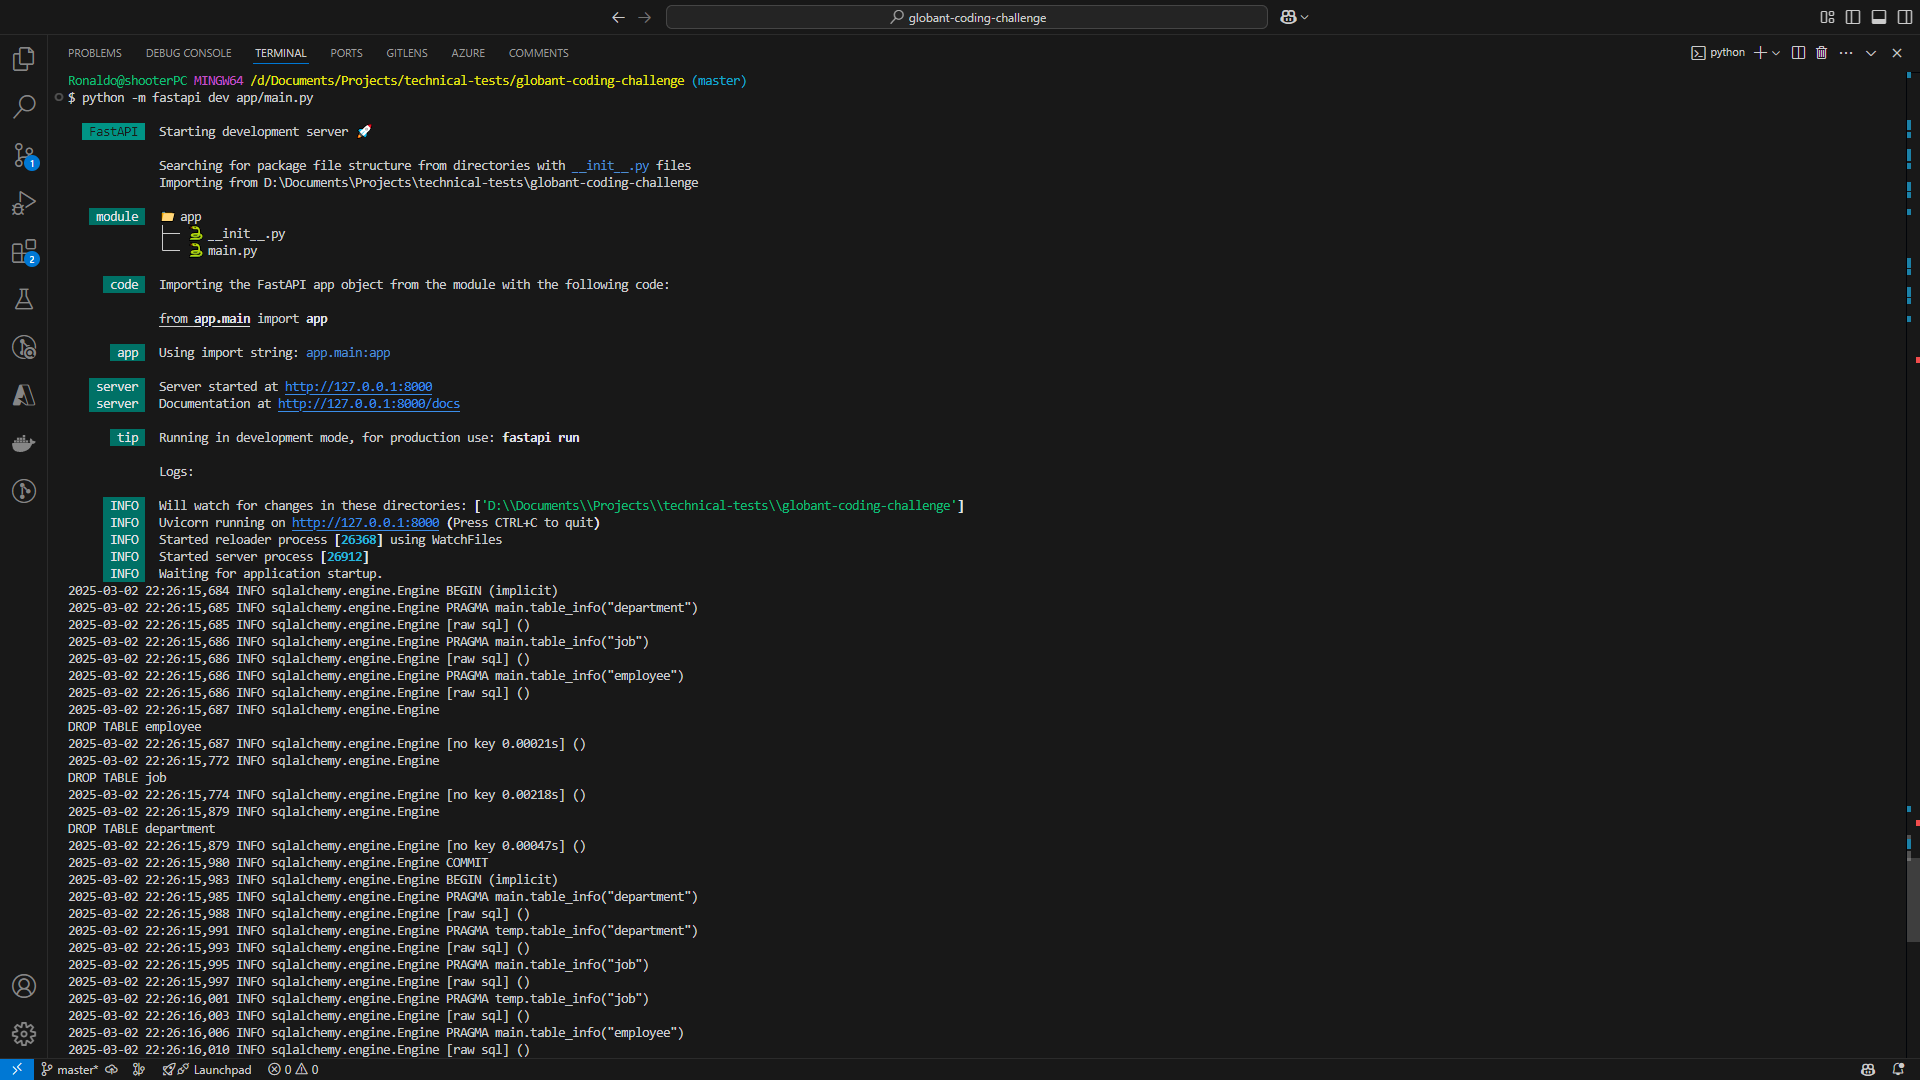 globant-coding-challenge
PROBLEMS DEBUG CONSOLE TERMINAL PORTS GITLENS AZURE COMMENTS
python
Ronaldo@shooterPC MINGW64 /d/Documents/Projects/technical-tests/globant-coding-challenge (master)
$ python -m fastapi dev app/main.py
FastAPI Starting development server 🚀
Searching for package file structure from directories with __init__.py files
Importing from D:\Documents\Projects\technical-tests\globant-coding-challenge
module 📁 app
├── 🐍 __init__.py
└── 🐍 main.py
code Importing the FastAPI app object from the module with the following code:
from app.main import app
app Using import string: app.main:app
server Server started at http://127.0.0.1:8000
server Documentation at http://127.0.0.1:8000/docs
tip Running in development mode, for production use: fastapi run
Logs:
INFO Will watch for changes in these directories: ['D:\\Documents\\Projects\\technical-tests\\globant-coding-challenge']
INFO Uvicorn running on http://127.0.0.1:8000 (Press CTRL+C to quit)
INFO Started reloader process [26368] using WatchFiles
INFO Started server process [26912]
INFO Waiting for application startup.
2025-03-02 22:26:15,684 INFO sqlalchemy.engine.Engine BEGIN (implicit)
2025-03-02 22:26:15,685 INFO sqlalchemy.engine.Engine PRAGMA main.table_info("department")
2025-03-02 22:26:15,685 INFO sqlalchemy.engine.Engine [raw sql] ()
2025-03-02 22:26:15,686 INFO sqlalchemy.engine.Engine PRAGMA main.table_info("job")
2025-03-02 22:26:15,686 INFO sqlalchemy.engine.Engine [raw sql] ()
2025-03-02 22:26:15,686 INFO sqlalchemy.engine.Engine PRAGMA main.table_info("employee")
2025-03-02 22:26:15,686 INFO sqlalchemy.engine.Engine [raw sql] ()
2025-03-02 22:26:15,687 INFO sqlalchemy.engine.Engine
DROP TABLE employee
2025-03-02 22:26:15,687 INFO sqlalchemy.engine.Engine [no key 0.00021s] ()
2025-03-02 22:26:15,772 INFO sqlalchemy.engine.Engine
DROP TABLE job
2025-03-02 22:26:15,774 INFO sqlalchemy.engine.Engine [no key 0.00218s] ()
2025-03-02 22:26:15,879 INFO sqlalchemy.engine.Engine
DROP TABLE department
2025-03-02 22:26:15,879 INFO sqlalchemy.engine.Engine [no key 0.00047s] ()
2025-03-02 22:26:15,980 INFO sqlalchemy.engine.Engine COMMIT
2025-03-02 22:26:15,983 INFO sqlalchemy.engine.Engine BEGIN (implicit)
2025-03-02 22:26:15,985 INFO sqlalchemy.engine.Engine PRAGMA main.table_info("department")
2025-03-02 22:26:15,988 INFO sqlalchemy.engine.Engine [raw sql] ()
2025-03-02 22:26:15,991 INFO sqlalchemy.engine.Engine PRAGMA temp.table_info("department")
2025-03-02 22:26:15,993 INFO sqlalchemy.engine.Engine [raw sql] ()
2025-03-02 22:26:15,995 INFO sqlalchemy.engine.Engine PRAGMA main.table_info("job")
2025-03-02 22:26:15,997 INFO sqlalchemy.engine.Engine [raw sql] ()
2025-03-02 22:26:16,001 INFO sqlalchemy.engine.Engine PRAGMA temp.table_info("job")
2025-03-02 22:26:16,003 INFO sqlalchemy.engine.Engine [raw sql] ()
2025-03-02 22:26:16,006 INFO sqlalchemy.engine.Engine PRAGMA main.table_info("employee")
2025-03-02 22:26:16,010 INFO sqlalchemy.engine.Engine [raw sql] ()
1
2
master* Launchpad 0 0